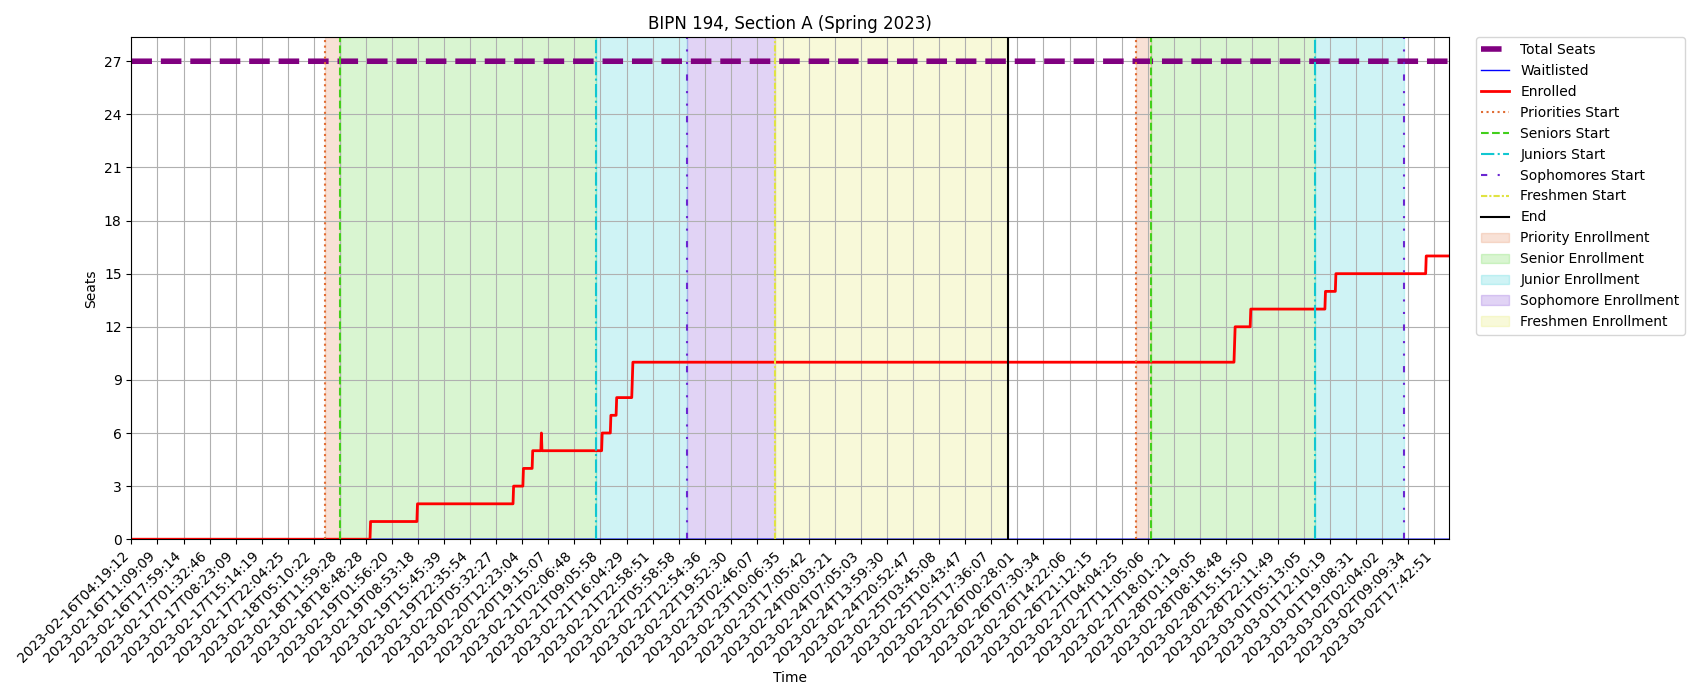 BIPN 194, Section A (Spring 2023)
Seats
27
24
21
18
15
12
9
6
3
0
2023-02-16T04:19:12
2023-02-16T11:09:09
2023-02-16T17:59:14
2023-02-17T01:32:46
2023-02-17T08:23:09
2023-02-17T15:14:19
2023-02-17T22:04:25
2023-02-18T05:10:22
2023-02-18T11:59:28
2023-02-18T18:48:28
2023-02-19T01:56:20
2023-02-19T08:53:18
2023-02-19T15:45:39
2023-02-19T22:35:54
2023-02-20T05:32:27
2023-02-20T12:23:04
2023-02-20T19:15:07
2023-02-21T02:06:48
2023-02-21T09:05:58
2023-02-21T16:04:29
2023-02-21T22:58:51
2023-02-22T05:58:58
2023-02-22T12:54:36
2023-02-22T19:52:30
2023-02-23T02:46:07
2023-02-23T10:06:35
2023-02-23T17:05:42
2023-02-24T00:03:21
2023-02-24T07:05:03
2023-02-24T13:59:30
2023-02-24T20:52:47
2023-02-25T03:45:08
2023-02-25T10:43:47
2023-02-25T17:36:07
2023-02-26T00:28:01
2023-02-26T07:30:34
2023-02-26T14:22:06
2023-02-26T21:12:15
2023-02-27T04:04:25
2023-02-27T11:05:06
2023-02-27T18:01:21
2023-02-28T01:19:05
2023-02-28T08:18:48
2023-02-28T15:15:50
2023-02-28T22:11:49
2023-03-01T05:13:05
2023-03-01T12:10:19
2023-03-01T19:08:31
2023-03-02T02:04:02
2023-03-02T09:09:34
2023-03-02T17:42:51
Time
Total Seats
Waitlisted
Enrolled
Priorities Start
Seniors Start
Juniors Start
Sophomores Start
Freshmen Start
End
Priority Enrollment
Senior Enrollment
Junior Enrollment
Sophomore Enrollment
Freshmen Enrollment